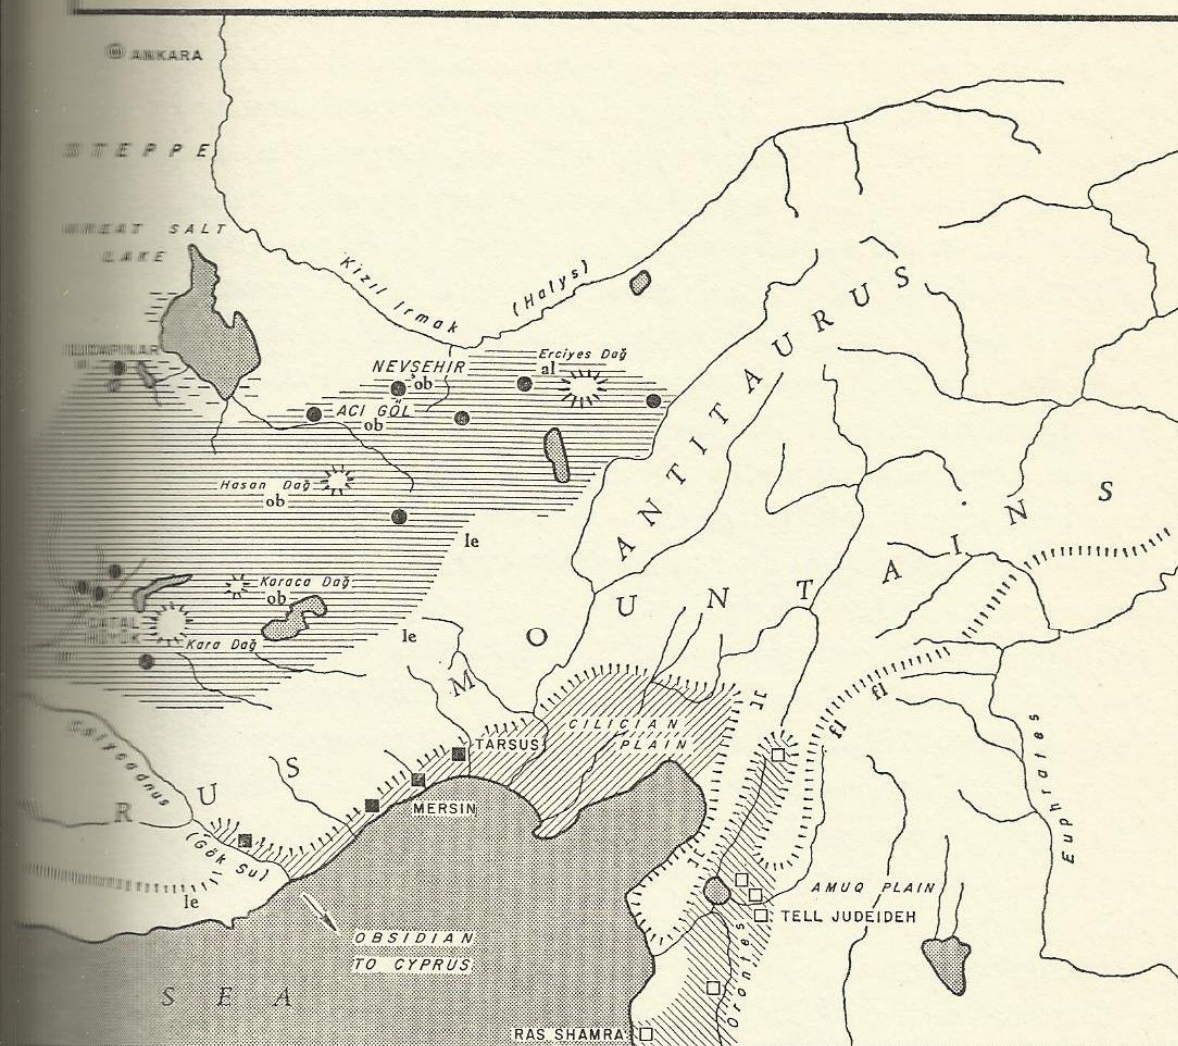 ANKARA
STEPPE
GREAT SALT
LAKE
Kizil Irmak
(Halys)
ANTITAURUS
NEVŞEHIR
ob
Erciyes Dağ
al
ACI GÖL
ob
Hasan Dağ
ob
le
Karaca Dağ
ob
ÇATAL
HÜYÜK
Kara Dağ
le
MOUNTAINS
CILICIAN
PLAIN
TARSUS
MERSIN
Calycadnus
(Gök Su)
RUS
le
fl
fl
Euphrates
AMUQ PLAIN
TELL JUDEIDEH
Orontes
OBSIDIAN
TO CYPRUS
SEA
RAS SHAMRA